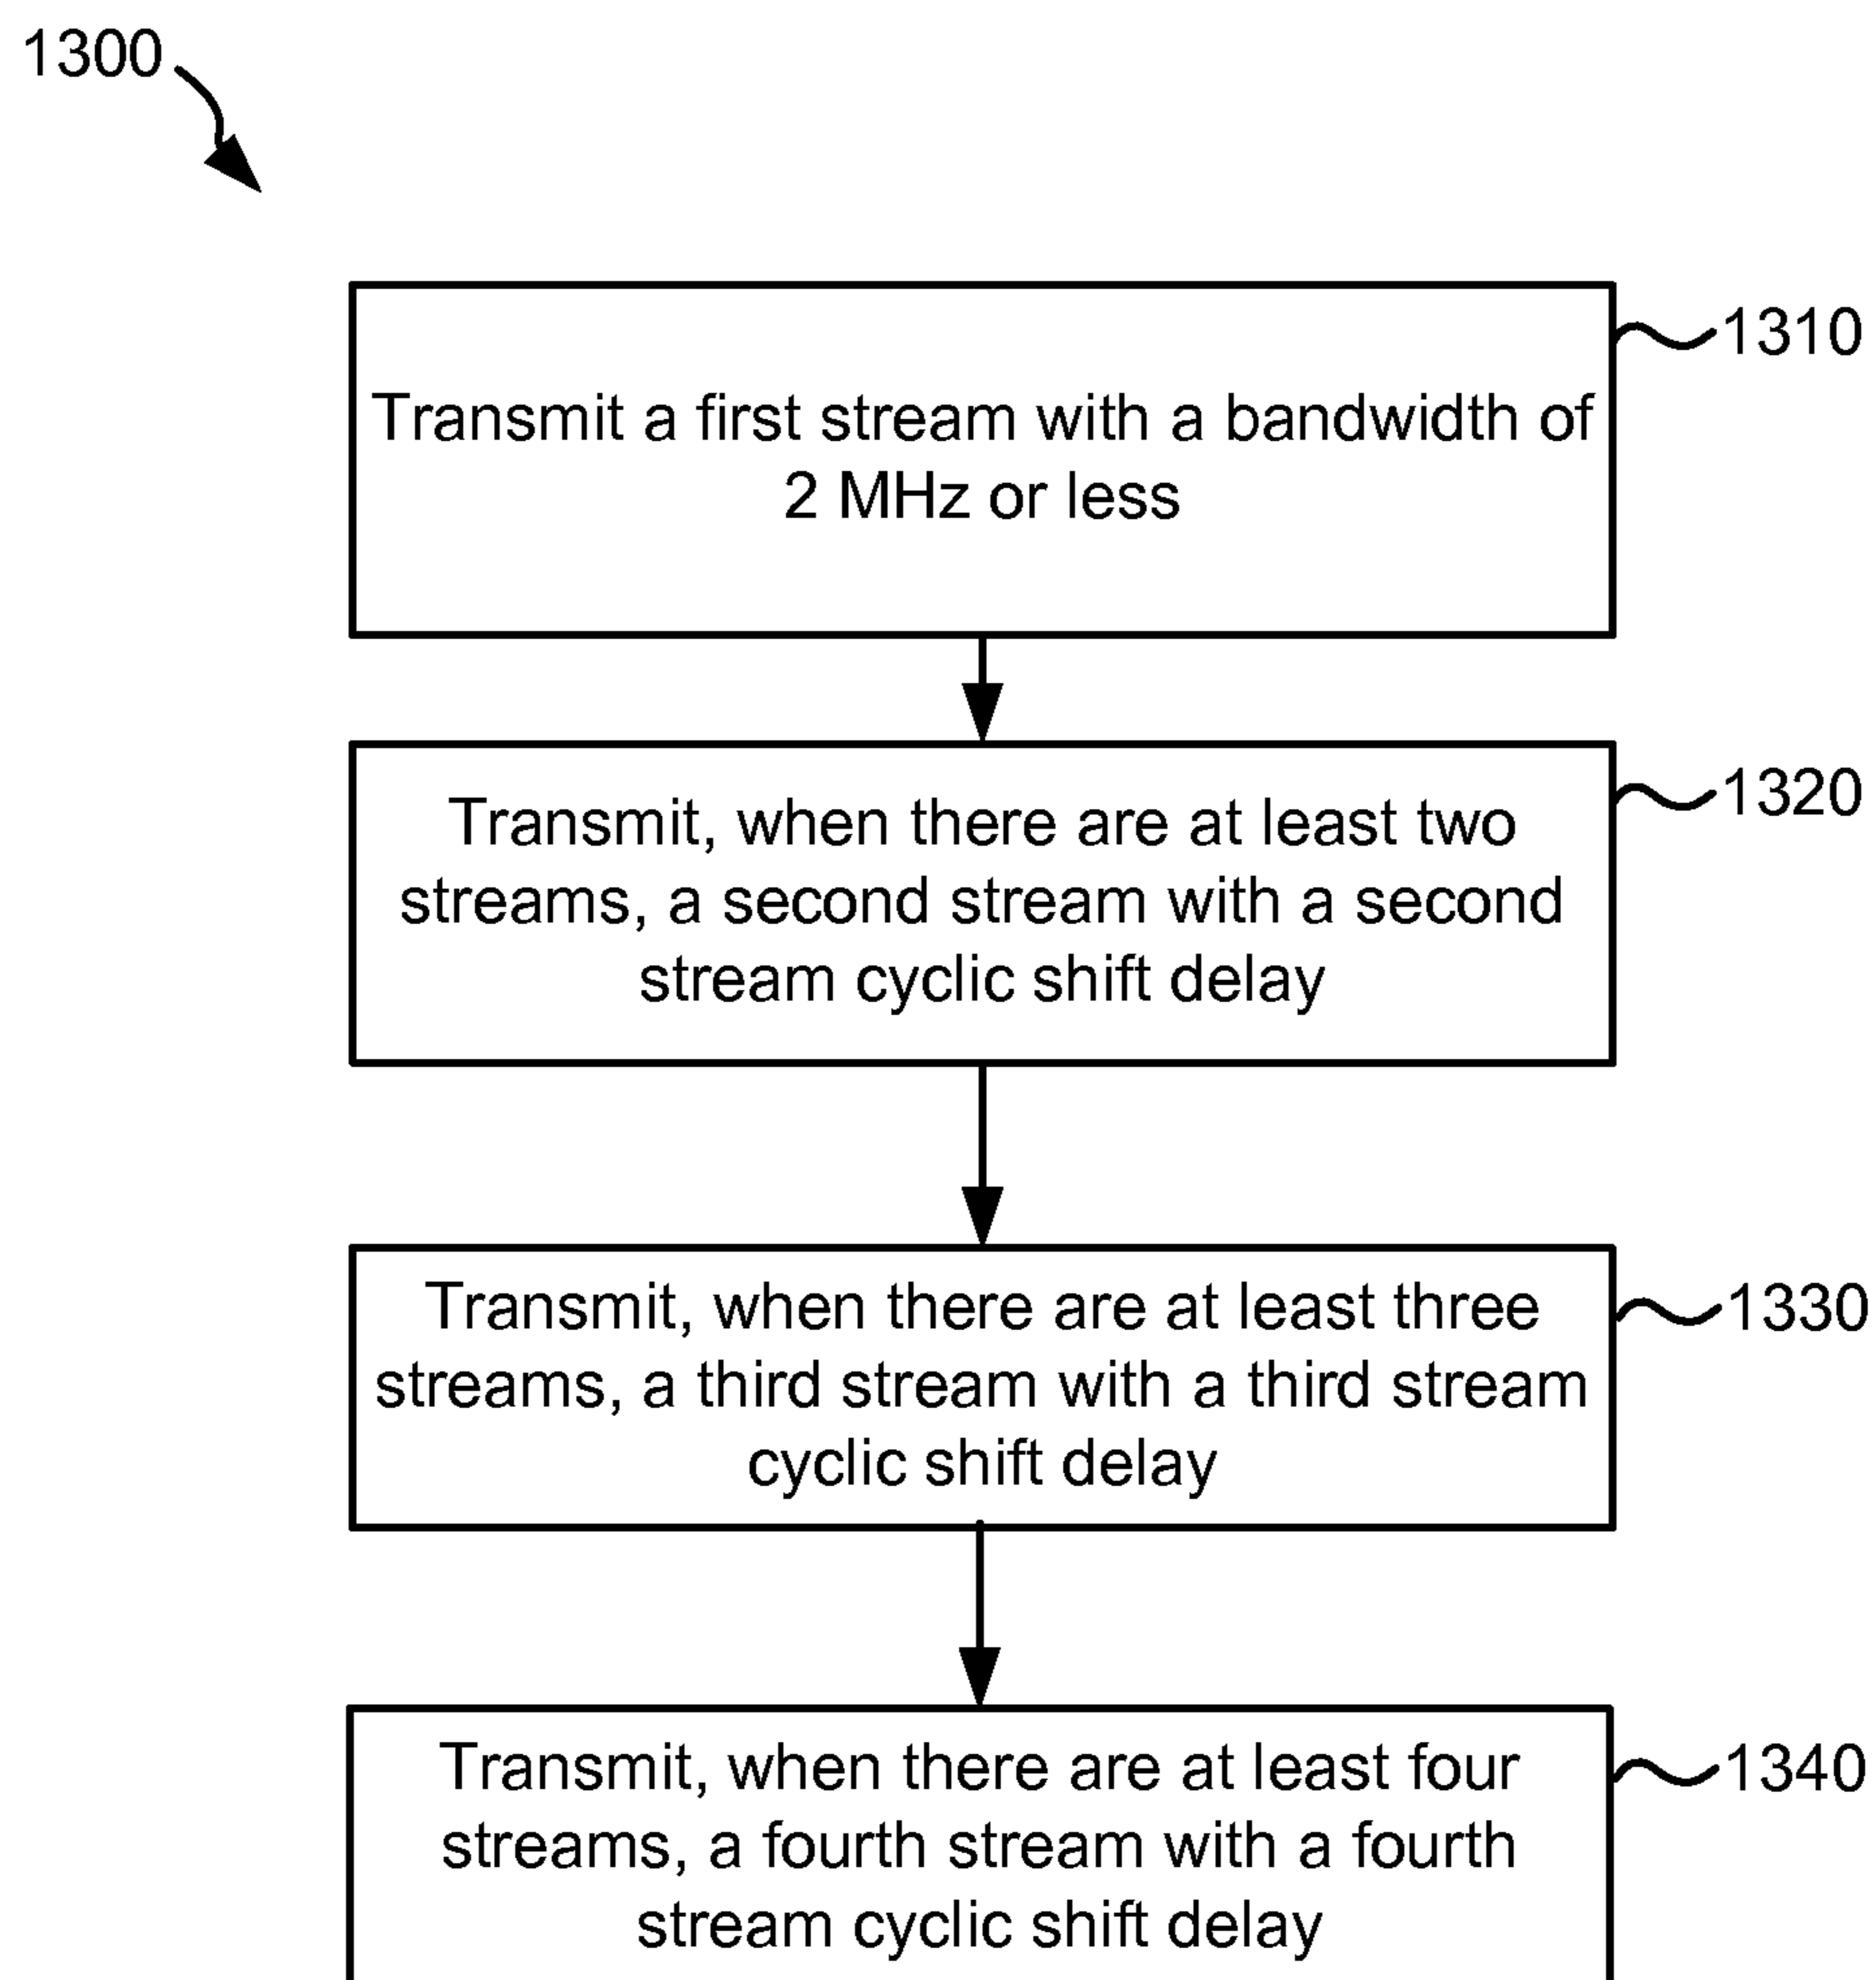 1300
1310
Transmit a first stream with a bandwidth of
2 MHz or less
1320
Transmit, when there are at least two
streams, a second stream with a second
stream cyclic shift delay
1330
Transmit, when there are at least three
streams, a third stream with a third stream
cyclic shift delay
1340
Transmit, when there are at least four
streams, a fourth stream with a fourth
stream cyclic shift delay